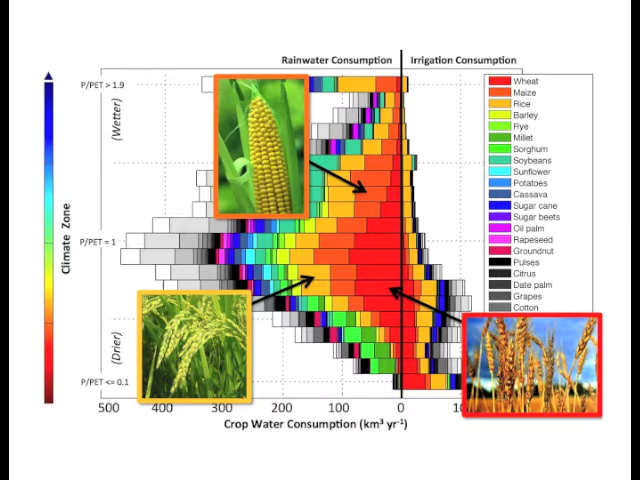 Rainwater Consumption
Irrigation Consumption
P/PET > 1.9
(Wetter)
Climate Zone
P/PET = 1
(Drier)
P/PET <= 0.1
500 400 300 200 100 0
Crop Water Consumption (km³ yr⁻¹)
Wheat
Maize
Rice
Barley
Rye
Millet
Sorghum
Soybeans
Sunflower
Potatoes
Cassava
Sugar cane
Sugar beets
Oil palm
Rapeseed
Groundnut
Pulses
Citrus
Date palm
Grapes
Cotton